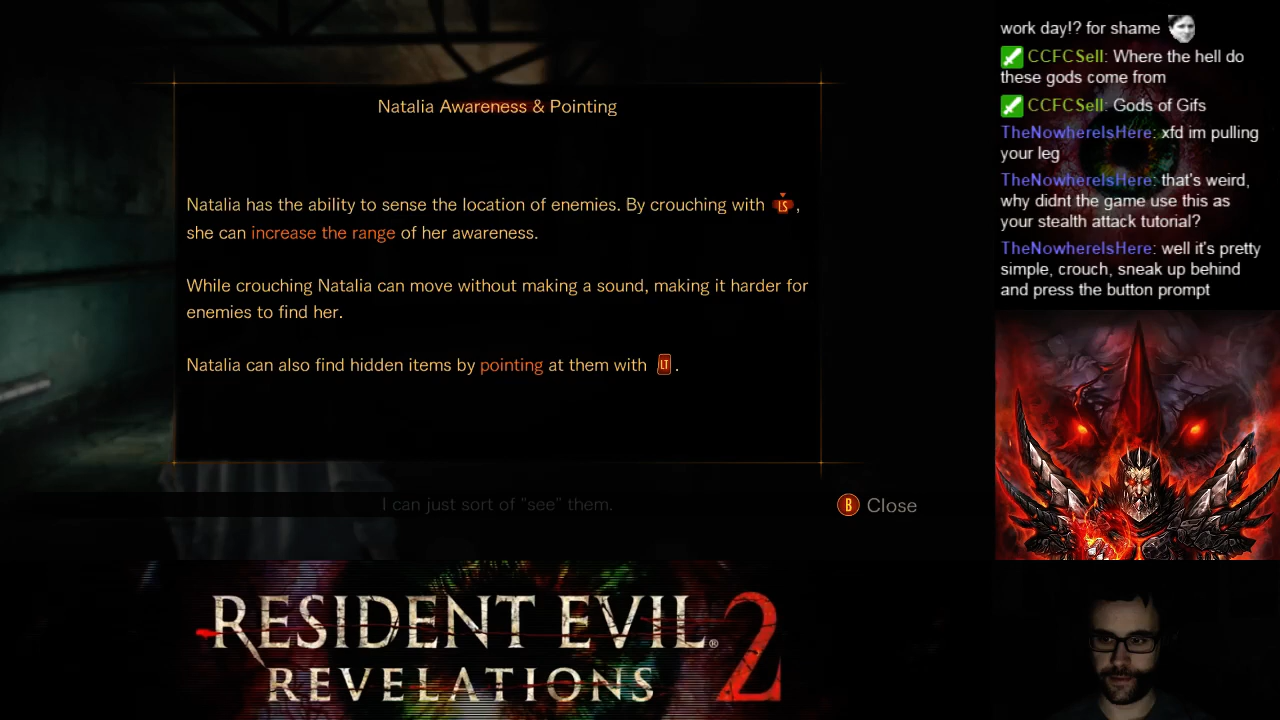 Natalia Awareness & Pointing
Natalia has the ability to sense the location of enemies. By crouching with LS,
she can increase the range of her awareness.
While crouching Natalia can move without making a sound, making it harder for
enemies to find her.
Natalia can also find hidden items by pointing at them with LT.
I can just sort of "see" them.
B Close
RESIDENT EVIL® 2
REVELATIONS
work day!? for shame
CCFCSell: Where the hell do
these gods come from
CCFCSell: Gods of Gifs
TheNowhereIsHere: xfd im pulling
your leg
TheNowhereIsHere: that's weird,
why didnt the game use this as
your stealth attack tutorial?
TheNowhereIsHere: well it's pretty
simple, crouch, sneak up behind
and press the button prompt